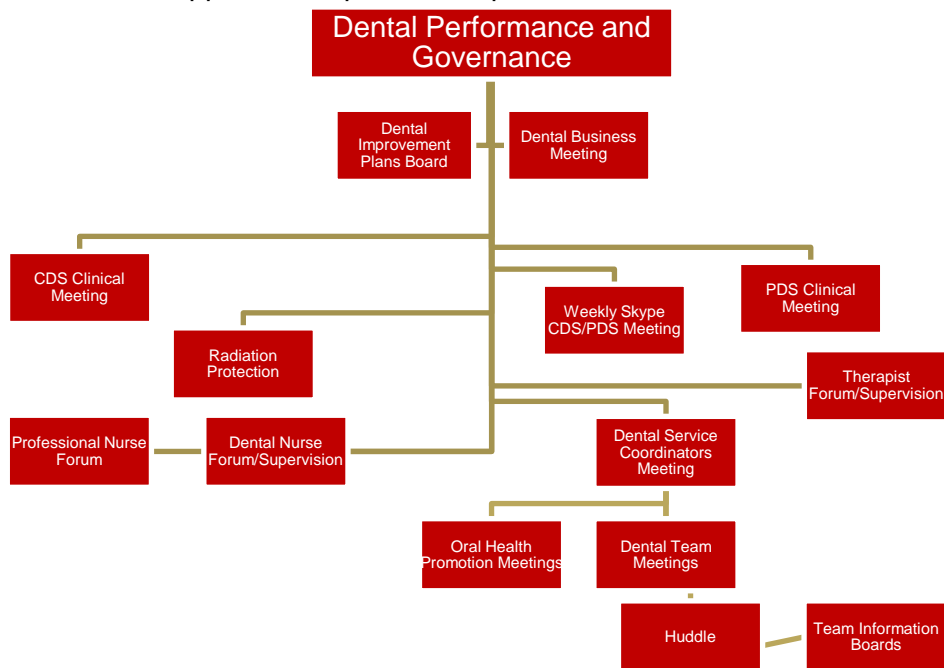 Dental Performance and
Governance
Dental
Improvement
Plans Board
Dental Business
Meeting
CDS Clinical
Meeting
Weekly Skype
CDS/PDS Meeting
PDS Clinical
Meeting
Radiation
Protection
Therapist
Forum/Supervision
Professional Nurse
Forum
Dental Nurse
Forum/Supervision
Dental Service
Coordinators
Meeting
Oral Health
Promotion Meetings
Dental Team
Meetings
Huddle
Team Information
Boards